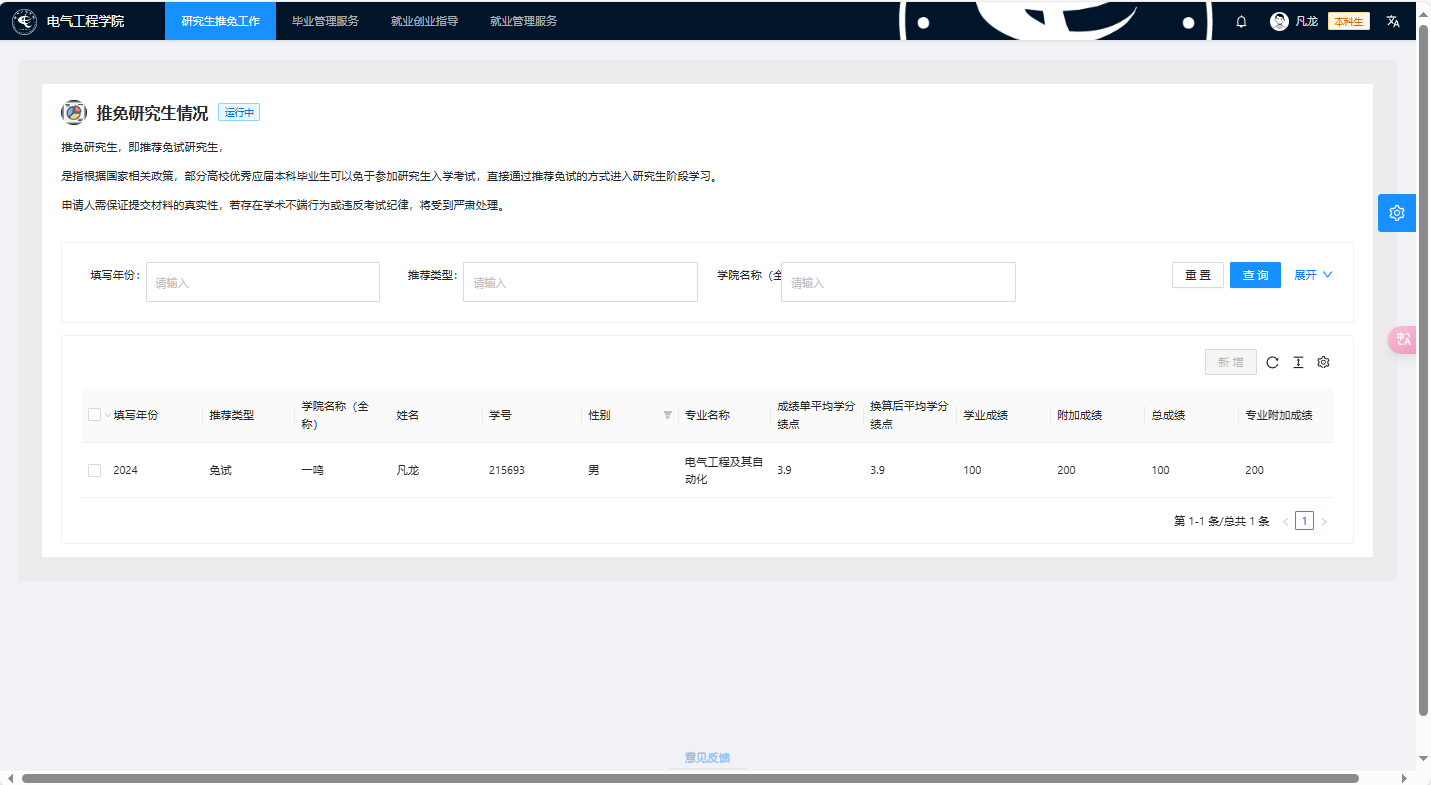 电气工程学院 研究生推免工作 毕业管理服务 就业创业指导 就业管理服务 凡龙 本科生
推免研究生情况 运行中
推免研究生，即推荐免试研究生，
是指根据国家相关政策，部分高校优秀应届本科毕业生可以免于参加研究生入学考试，直接通过推荐免试的方式进入研究生阶段学习。
申请人需保证提交材料的真实性，若存在学术不端行为或违反考试纪律，将受到严肃处理。
填写年份： 请输入 推荐类型： 请输入 学院名称（全 请输入 重 置 查 询 展开
新 增
填写年份 推荐类型 学院名称（全称） 姓名 学号 性别 专业名称 成绩单平均学分绩点 换算后平均学分绩点 学业成绩 附加成绩 总成绩 专业附加成绩
2024 免试 一鸣 凡龙 215693 男 电气工程及其自动化 3.9 3.9 100 200 100 200
第 1-1 条/总共 1 条 < 1 >
意见反馈